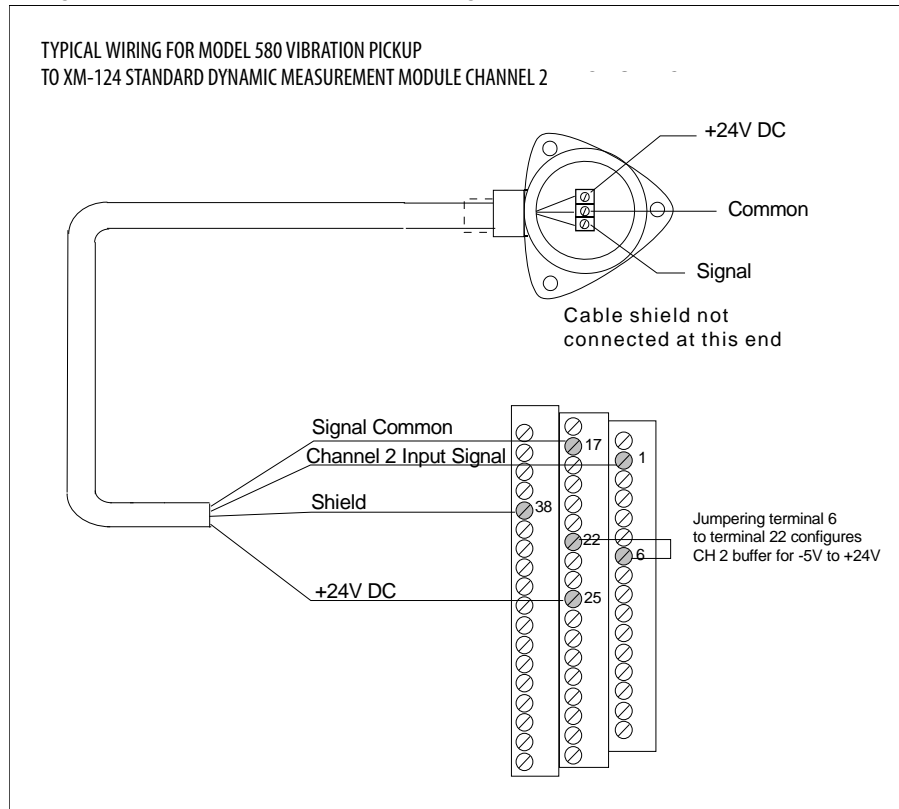 TYPICAL WIRING FOR MODEL 580 VIBRATION PICKUP
TO XM-124 STANDARD DYNAMIC MEASUREMENT MODULE CHANNEL 2
+24V DC
Common
Signal
Cable shield not
connected at this end
Signal Common
17
Channel 2 Input Signal
1
Shield
38
22
6
Jumpering terminal 6
to terminal 22 configures
CH 2 buffer for -5V to +24V
+24V DC
25